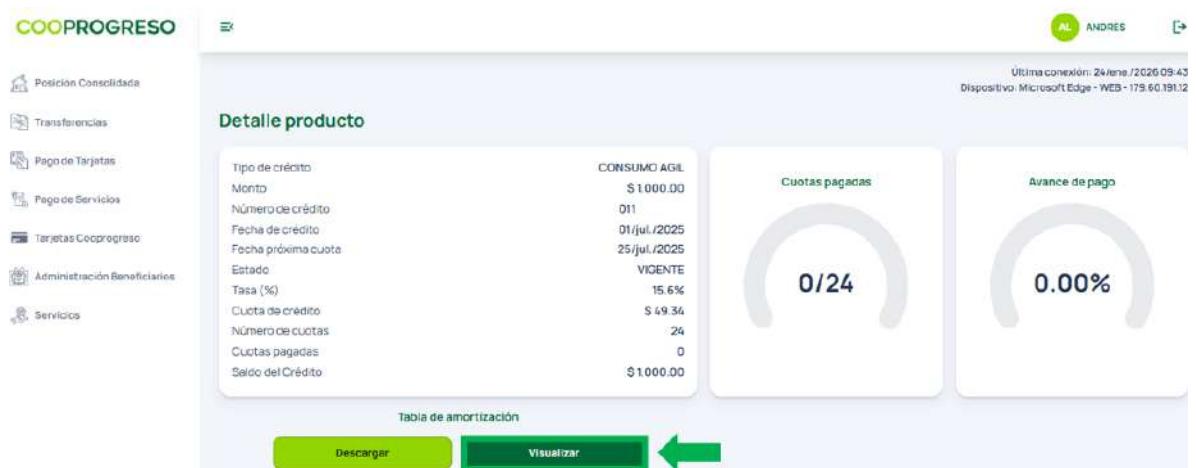 COOPROGRESO
AL ANDRES
Última conexión: 24/ene./2026 09:43
Dispositivo: Microsoft Edge - WEB - 179.60.191.12
Posición Consolidada
Transferencias
Pago de Tarjetas
Pago de Servicios
Tarjetas Cooprogreso
Administración Beneficiarios
Servicios
Detalle producto
Tipo de crédito CONSUMO AGIL
Monto $ 1.000.00
Número de crédito 011
Fecha de crédito 01/jul./2025
Fecha próxima cuota 25/jul./2025
Estado VIGENTE
Tasa (%) 15.6%
Cuota de crédito $ 49.34
Número de cuotas 24
Cuotas pagadas 0
Saldo del Crédito $ 1.000.00
Cuotas pagadas
0/24
Avance de pago
0.00%
Tabla de amortización
Descargar Visualizar